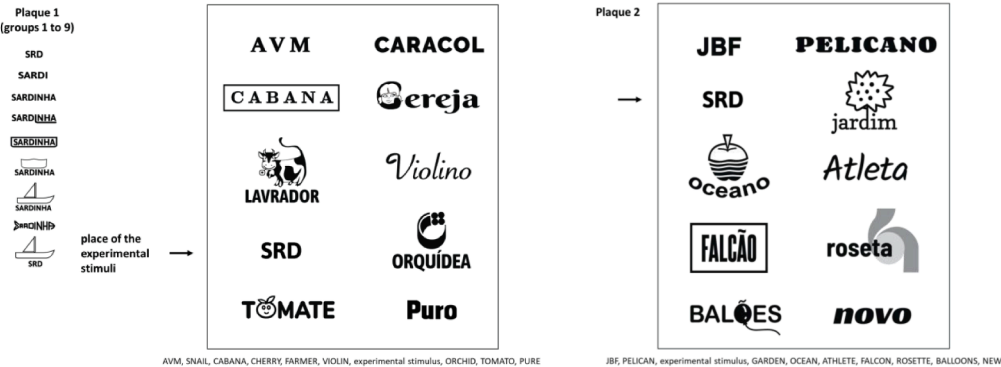 Plaque 1
(groups 1 to 9)
SRD
SARDI
SARDINHA
SARDINHA
SARDINHA
SARDINHA
SARDINHA
SARDINHA
SRD
place of the
experimental
stimuli
AVM
CARACOL
CABANA
Cereja
LAVRADOR
Violino
SRD
ORQUÍDEA
TOMATE
Puro
AVM, SNAIL, CABANA, CHERRY, FARMER, VIOLIN, experimental stimulus, ORCHID, TOMATO, PURE
Plaque 2
JBF
PELICANO
SRD
jardim
oceano
Atleta
FALCÃO
roseta
BALÕES
novo
JBF, PELICAN, experimental stimulus, GARDEN, OCEAN, ATHLETE, FALCON, ROSETTE, BALLOONS, NEW